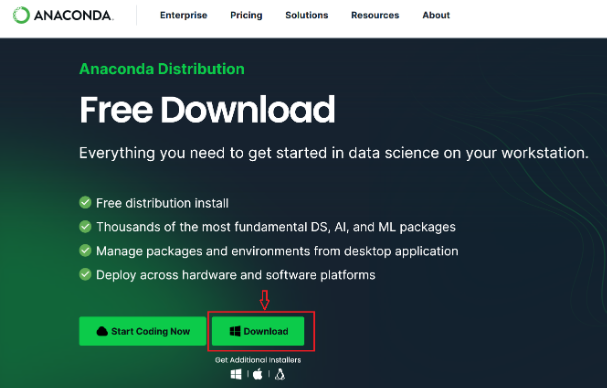 ANACONDA.
Enterprise Pricing Solutions Resources About
Anaconda Distribution
Free Download
Everything you need to get started in data science on your workstation.
Free distribution install
Thousands of the most fundamental DS, AI, and ML packages
Manage packages and environments from desktop application
Deploy across hardware and software platforms
Start Coding Now Download
Get Additional Installers